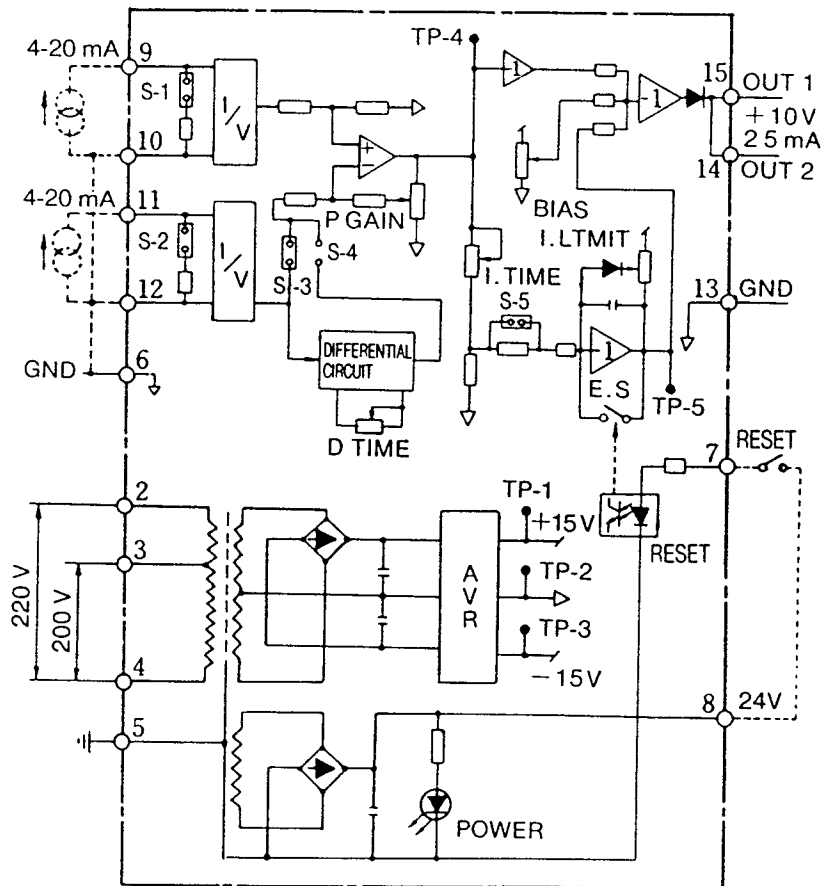 TP-4
4-20 mA
9
S-1
I/V
10
15
OUT 1
+10V
25mA
14
OUT 2
1
1
+
−
BIAS
4-20 mA
11
S-2
I/V
12
P GAIN
S-4
S-3
I.LTMIT
I.TIME
S-5
1
13
GND
GND
6
DIFFERENTIAL
CIRCUIT
D TIME
E.S
TP-5
7
RESET
RESET
2
3
4
220 V
200 V
TP-1
+15V
A
V
R
TP-2
TP-3
−15V
8
24V
5
POWER